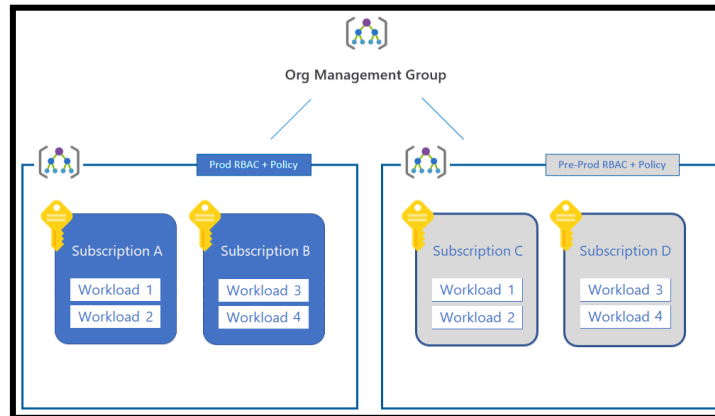 Org Management Group
Prod RBAC + Policy
Pre-Prod RBAC + Policy
Subscription A
Workload 1
Workload 2
Subscription B
Workload 3
Workload 4
Subscription C
Workload 1
Workload 2
Subscription D
Workload 3
Workload 4